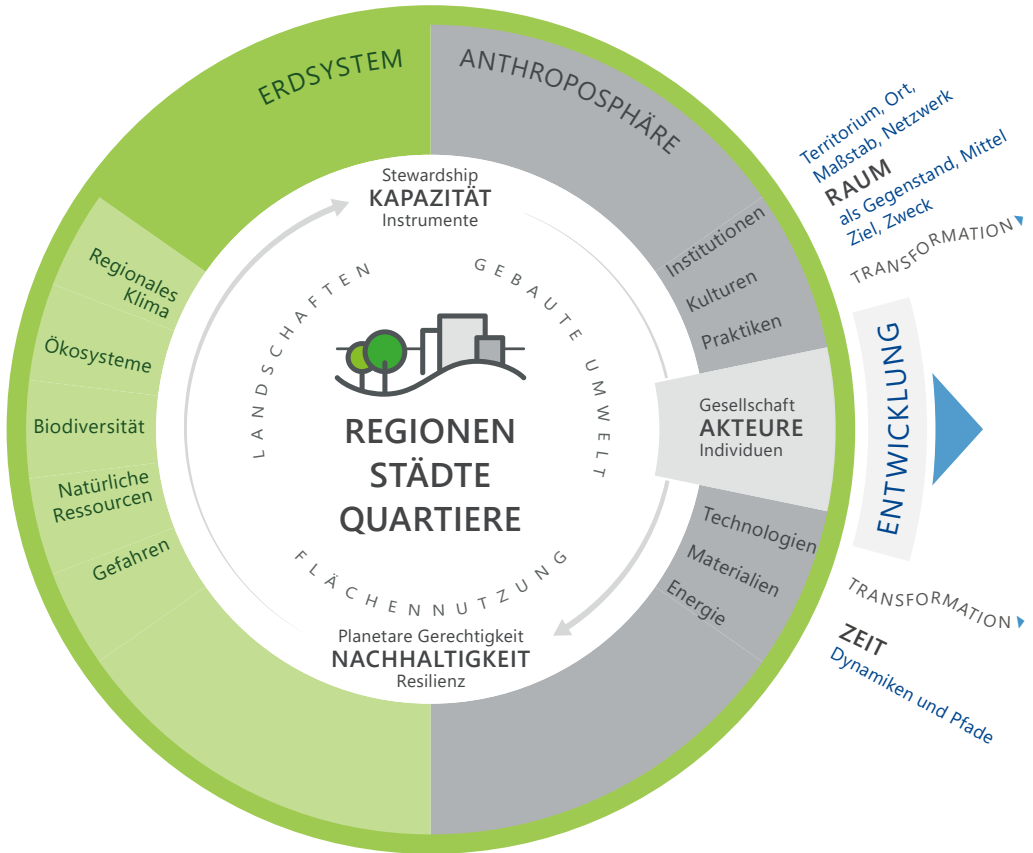 ERDSYSTEM
ANTHROPOSPHÄRE
Stewardship
KAPAZITÄT
Instrumente
LANDSCHAFTEN
GEBAUTE UMWELT
FLÄCHENNUTZUNG
REGIONEN
STÄDTE
QUARTIERE
Planetare Gerechtigkeit
NACHHALTIGKEIT
Resilienz
Regionales
Klima
Ökosysteme
Biodiversität
Natürliche
Ressourcen
Gefahren
Institutionen
Kulturen
Praktiken
Gesellschaft
AKTEURE
Individuen
Technologien
Materialien
Energie
Territorium, Ort,
Maßstab, Netzwerk
RAUM
als Gegenstand, Mittel
Ziel, Zweck
TRANSFORMATION
ENTWICKLUNG
TRANSFORMATION
ZEIT
Dynamiken und Pfade